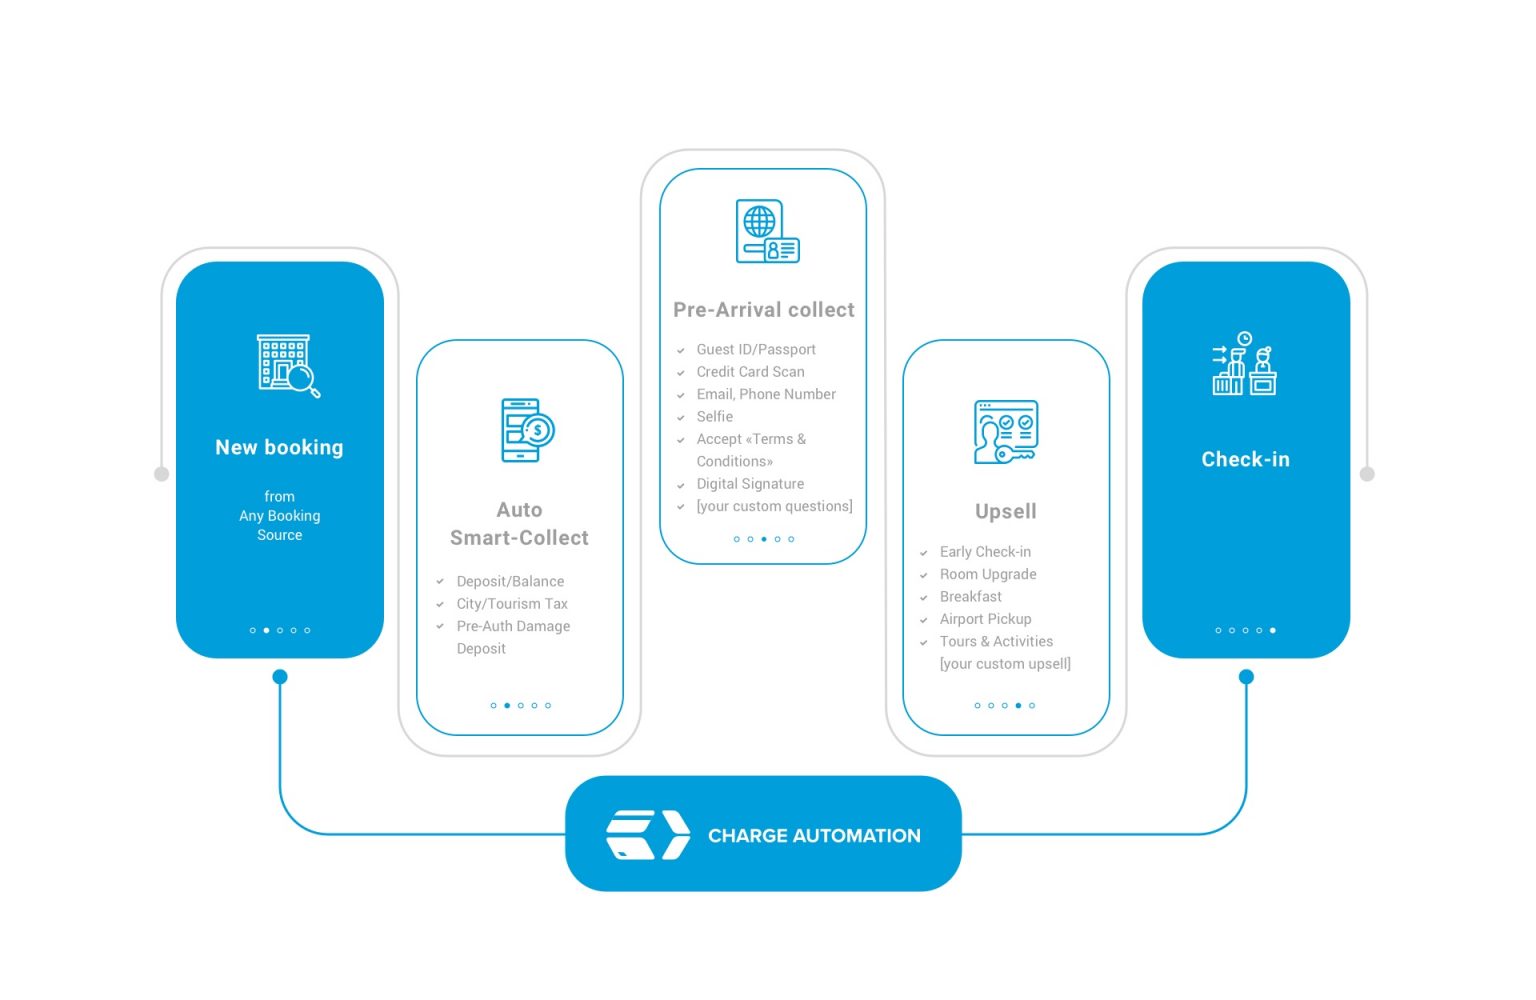 New booking
from
Any Booking
Source
Auto
Smart-Collect
Deposit/Balance
City/Tourism Tax
Pre-Auth Damage
Deposit
$
Pre-Arrival collect
Guest ID/Passport
Credit Card Scan
Email, Phone Number
Selfie
Accept «Terms &
Conditions»
Digital Signature
[your custom questions]
Upsell
Early Check-in
Room Upgrade
Breakfast
Airport Pickup
Tours & Activities
[your custom upsell]
Check-in
CHARGE AUTOMATION